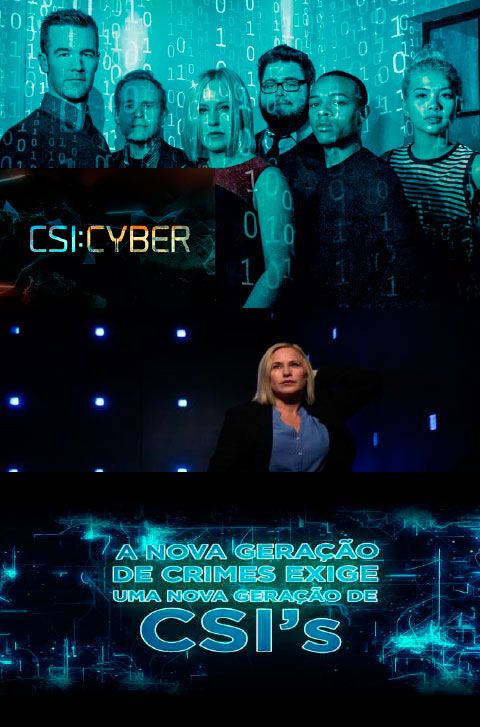 CSI:CYBER
A NOVA GERAÇÃO
DE CRIMES EXIGE
UMA NOVA GERAÇÃO DE
CSI's